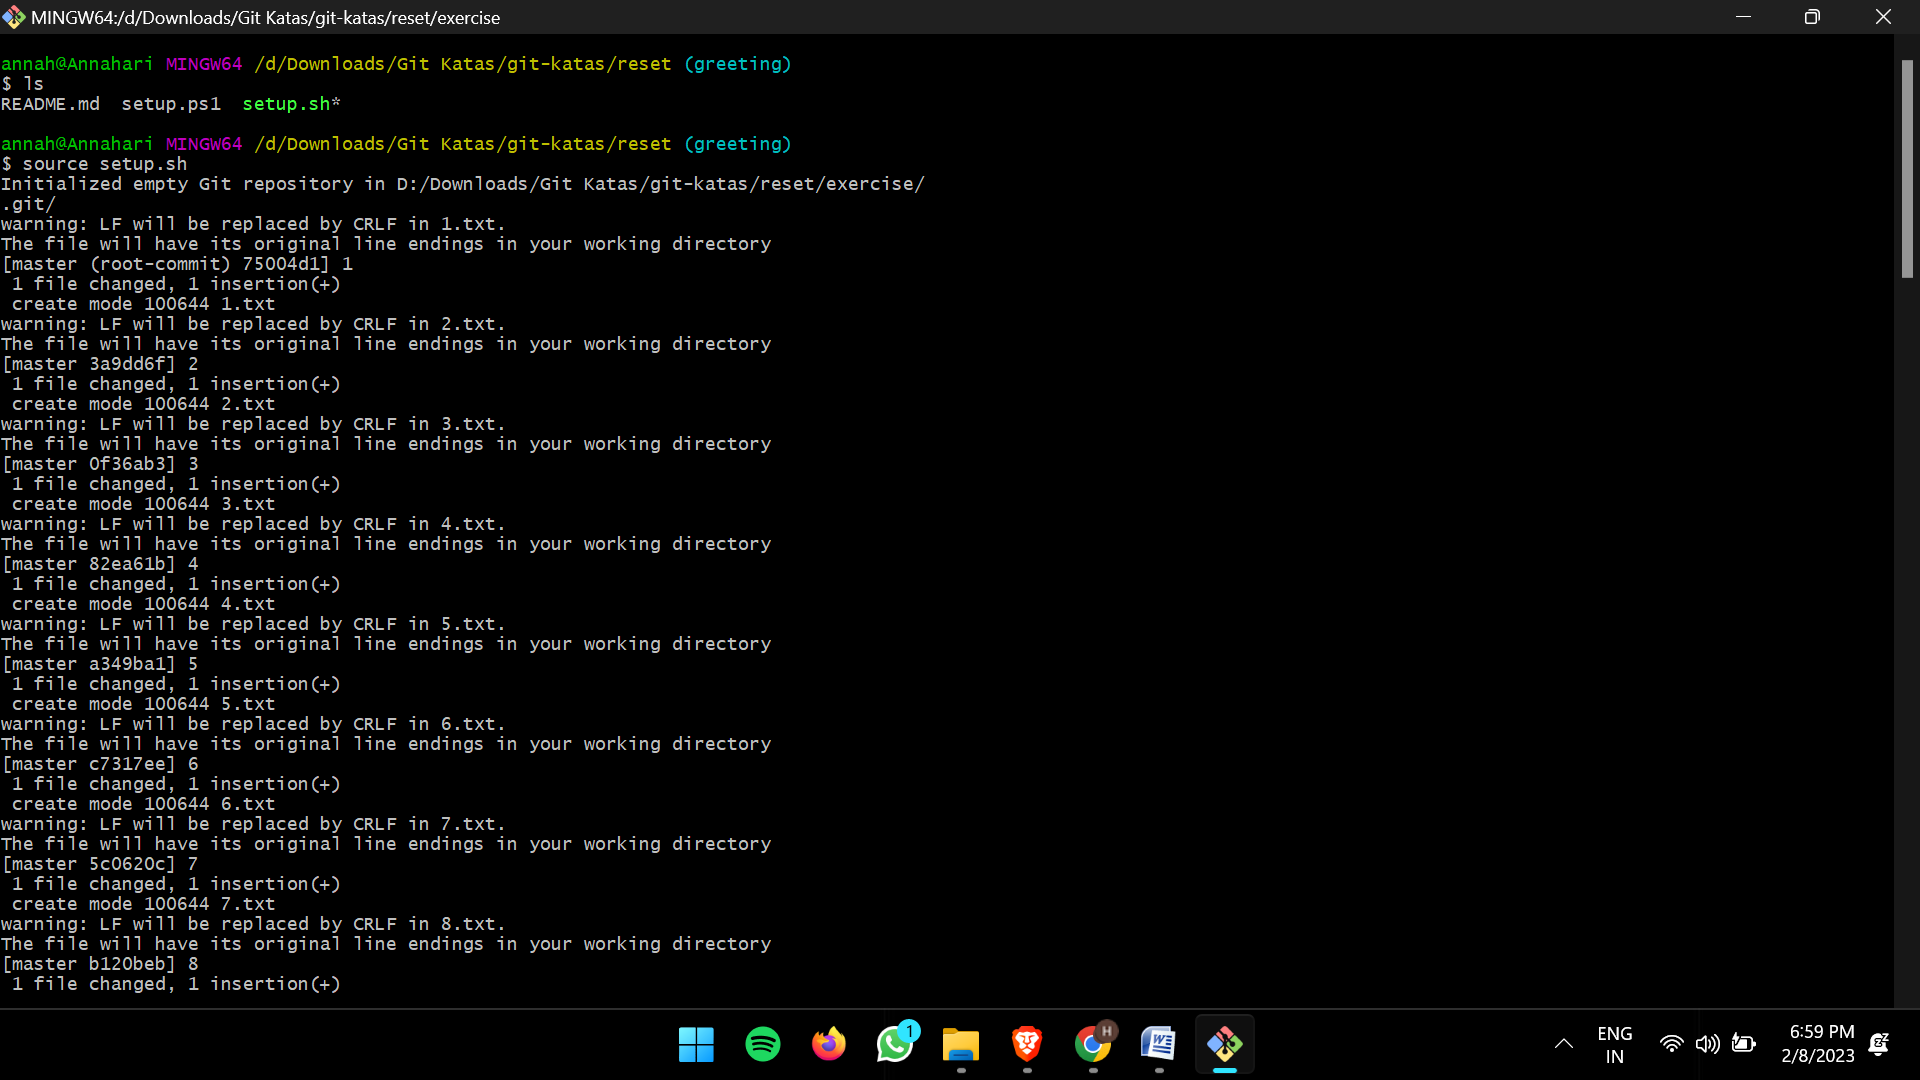 MINGW64:/d/Downloads/Git Katas/git-katas/reset/exercise
annah@Annahari MINGW64 /d/Downloads/Git Katas/git-katas/reset (greeting)
$ ls
README.md  setup.ps1  setup.sh*
annah@Annahari MINGW64 /d/Downloads/Git Katas/git-katas/reset (greeting)
$ source setup.sh
Initialized empty Git repository in D:/Downloads/Git Katas/git-katas/reset/exercise/
.git/
warning: LF will be replaced by CRLF in 1.txt.
The file will have its original line endings in your working directory
[master (root-commit) 75004d1] 1
 1 file changed, 1 insertion(+)
 create mode 100644 1.txt
warning: LF will be replaced by CRLF in 2.txt.
The file will have its original line endings in your working directory
[master 3a9dd6f] 2
 1 file changed, 1 insertion(+)
 create mode 100644 2.txt
warning: LF will be replaced by CRLF in 3.txt.
The file will have its original line endings in your working directory
[master 0f36ab3] 3
 1 file changed, 1 insertion(+)
 create mode 100644 3.txt
warning: LF will be replaced by CRLF in 4.txt.
The file will have its original line endings in your working directory
[master 82ea61b] 4
 1 file changed, 1 insertion(+)
 create mode 100644 4.txt
warning: LF will be replaced by CRLF in 5.txt.
The file will have its original line endings in your working directory
[master a349ba1] 5
 1 file changed, 1 insertion(+)
 create mode 100644 5.txt
warning: LF will be replaced by CRLF in 6.txt.
The file will have its original line endings in your working directory
[master c7317ee] 6
 1 file changed, 1 insertion(+)
 create mode 100644 6.txt
warning: LF will be replaced by CRLF in 7.txt.
The file will have its original line endings in your working directory
[master 5c0620c] 7
 1 file changed, 1 insertion(+)
 create mode 100644 7.txt
warning: LF will be replaced by CRLF in 8.txt.
The file will have its original line endings in your working directory
[master b120beb] 8
 1 file changed, 1 insertion(+)
1
H
W
ENG
IN
6:59 PM
2/8/2023